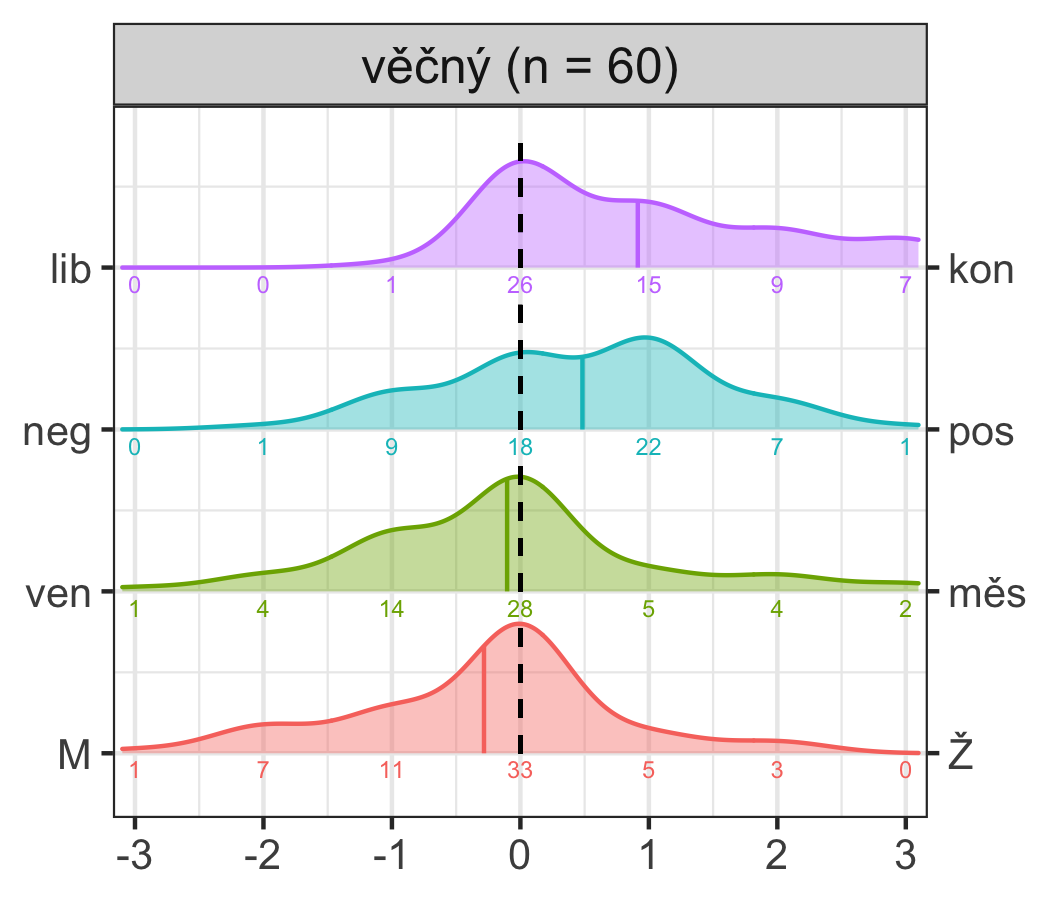 věčný (n = 60)
lib kon
0 0 1 26 15 9 7
neg pos
0 1 9 18 22 7 1
ven měs
1 4 14 28 5 4 2
M Ž
1 7 11 33 5 3 0
-3 -2 -1 0 1 2 3